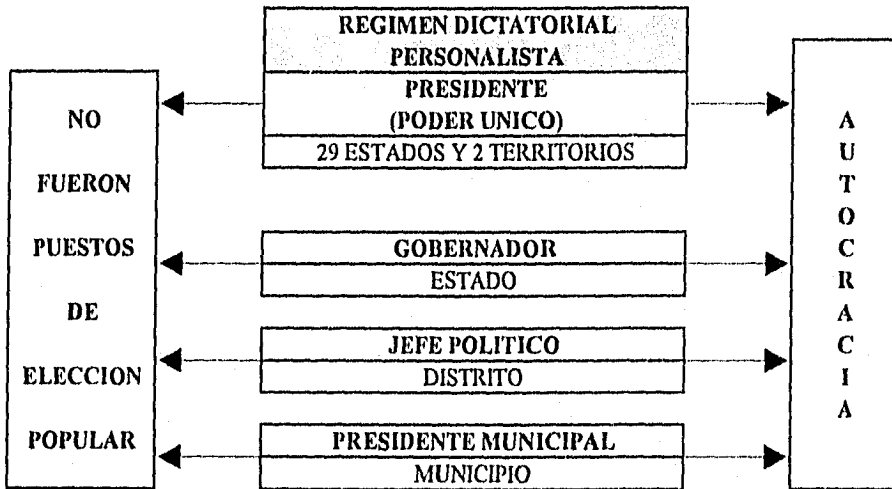 REGIMEN DICTATORIAL
PERSONALISTA
PRESIDENTE
(PODER UNICO)
29 ESTADOS Y 2 TERRITORIOS
NO
FUERON
PUESTOS
DE
ELECCION
POPULAR
GOBERNADOR
ESTADO
JEFE POLITICO
DISTRITO
PRESIDENTE MUNICIPAL
MUNICIPIO
A
U
T
O
C
R
A
C
I
A